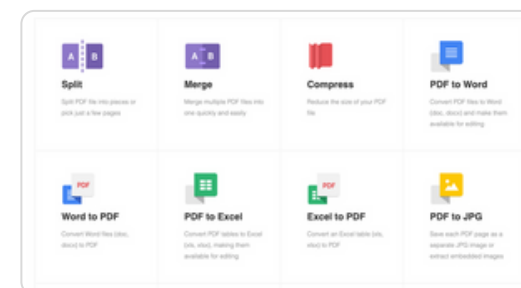 A B
Split
Split PDF file into pieces or
pick just a few pages
A B
Merge
Merge multiple PDF files into
one quickly and easily
Compress
Reduce the size of your PDF
file
PDF to Word
Convert PDF files to Word
(doc, docx) and make them
available for editing
PDF
Word to PDF
Convert Word files (doc,
docx) to PDF
PDF to Excel
Convert PDF tables to Excel
(xls, xlsx), making them
available for editing
PDF
Excel to PDF
Convert an Excel table (xls,
xlsx) to PDF
PDF to JPG
Save each PDF page as a
separate JPG image or
extract embedded images